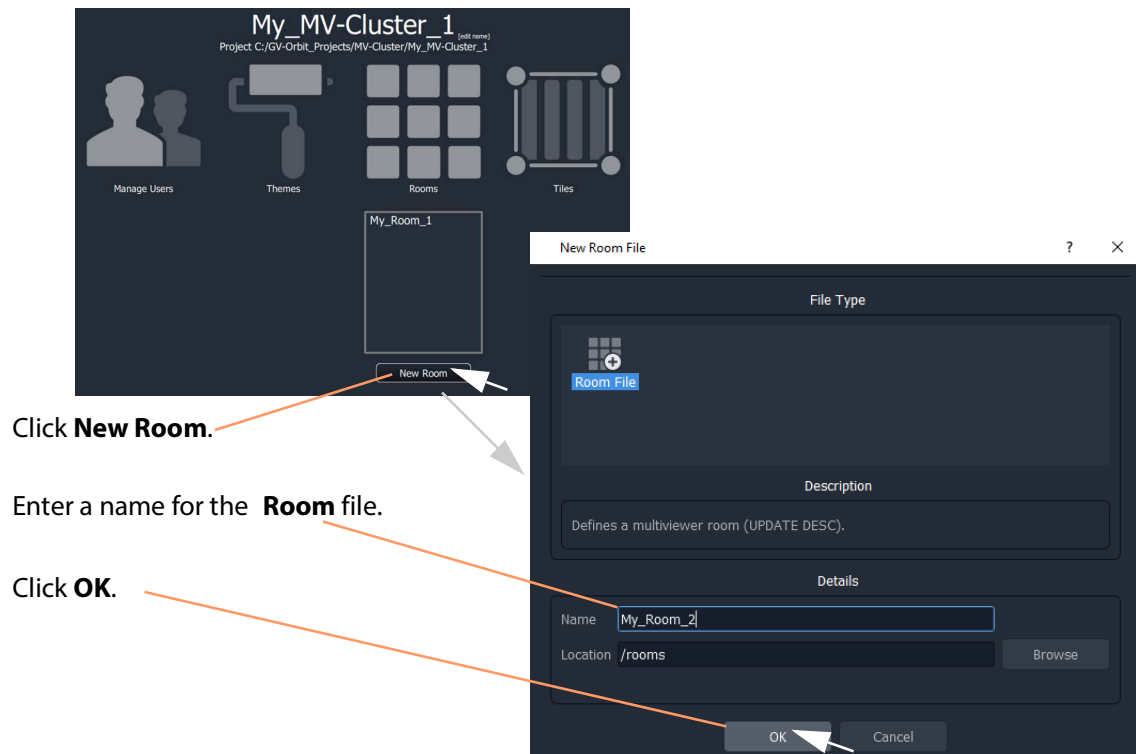 My_MV-Cluster_1 [edit name]
Project C:/GV-Orbit_Projects/MV-Cluster/My_MV-Cluster_1
Manage Users
Themes
Rooms
Tiles
My_Room_1
New Room
New Room File ? ×
File Type
Room File
Description
Defines a multiviewer room (UPDATE DESC).
Details
Name My_Room_2
Location /rooms Browse
OK Cancel
Click New Room.
Enter a name for the Room file.
Click OK.